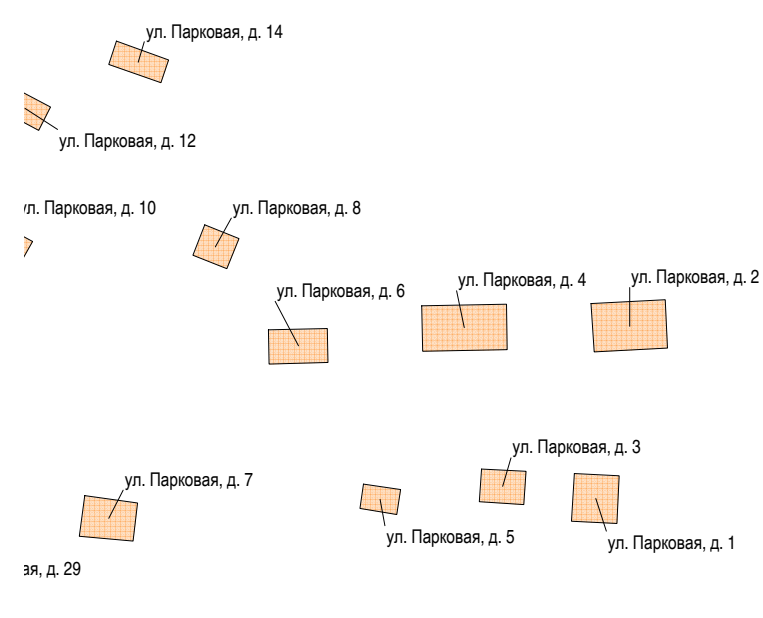 ул. Парковая, д. 14
ул. Парковая, д. 12
ул. Парковая, д. 10
ул. Парковая, д. 8
ул. Парковая, д. 6
ул. Парковая, д. 4
ул. Парковая, д. 2
ул. Парковая, д. 3
ул. Парковая, д. 7
ул. Парковая, д. 5
ул. Парковая, д. 1
ая, д. 29